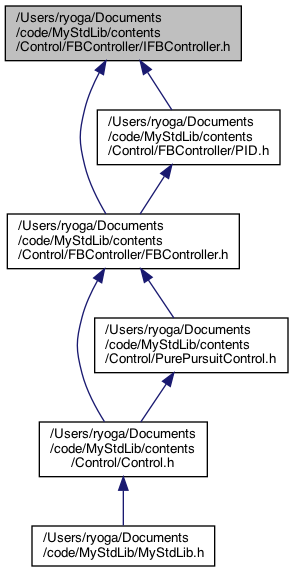 /Users/ryoga/Documents
/code/MyStdLib/contents
/Control/FBController/IFBController.h
/Users/ryoga/Documents
/code/MyStdLib/contents
/Control/FBController/PID.h
/Users/ryoga/Documents
/code/MyStdLib/contents
/Control/FBController/FBController.h
/Users/ryoga/Documents
/code/MyStdLib/contents
/Control/PurePursuitControl.h
/Users/ryoga/Documents
/code/MyStdLib/contents
/Control/Control.h
/Users/ryoga/Documents
/code/MyStdLib/MyStdLib.h